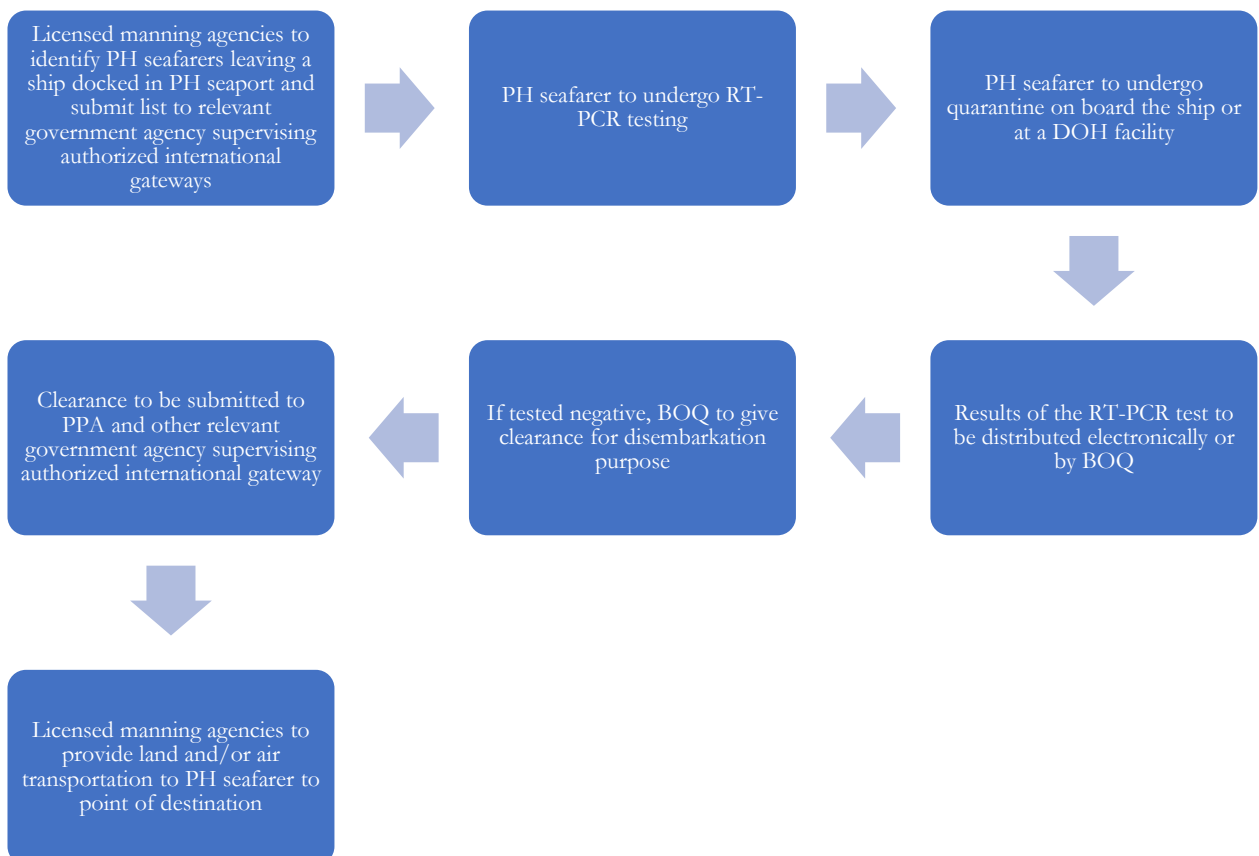 Licensed manning agencies to
identify PH seafarers leaving a
ship docked in PH seaport and
submit list to relevant
government agency supervising
authorized international
gateways
PH seafarer to undergo RT-
PCR testing
PH seafarer to undergo
quarantine on board the ship or
at a DOH facility
Results of the RT-PCR test to
be distributed electronically or
by BOQ
If tested negative, BOQ to give
clearance for disembarkation
purpose
Clearance to be submitted to
PPA and other relevant
government agency supervising
authorized international gateway
Licensed manning agencies to
provide land and/or air
transportation to PH seafarer to
point of destination